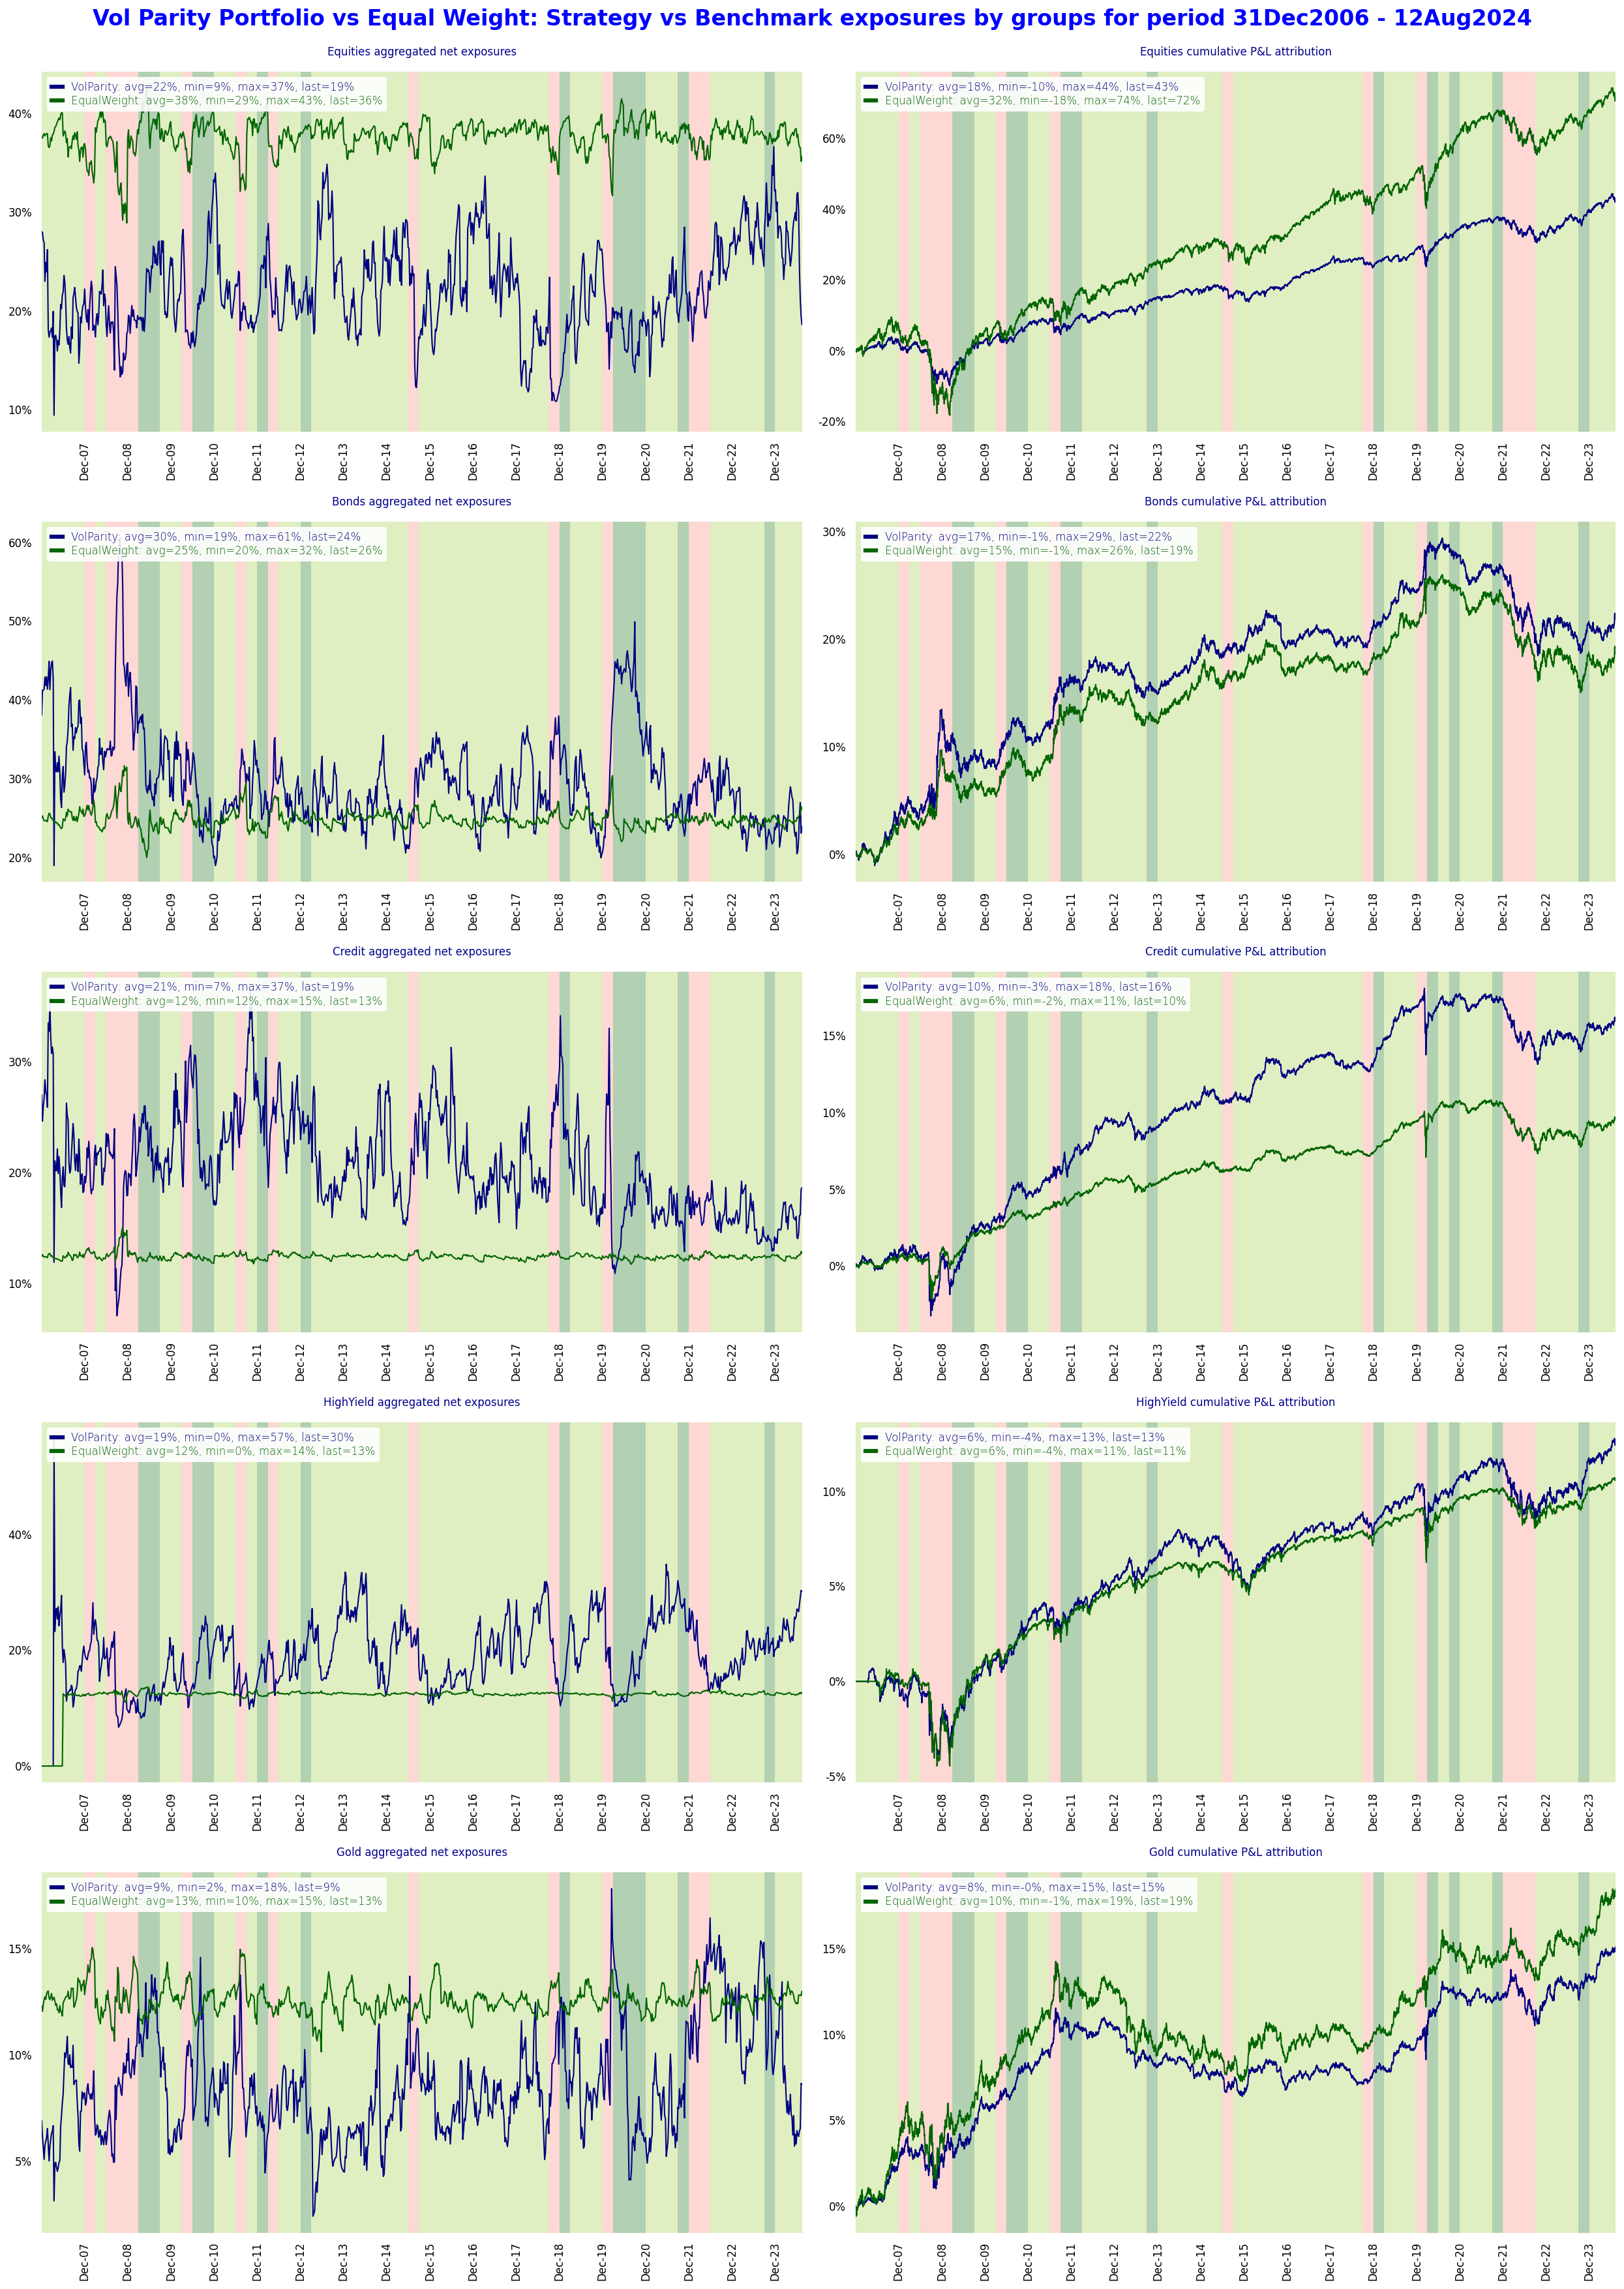 Vol Parity Portfolio vs Equal Weight: Strategy vs Benchmark exposures by groups for period 31Dec2006 - 12Aug2024
Equities aggregated net exposures
VolParity: avg=22%, min=9%, max=37%, last=19%
EqualWeight: avg=38%, min=29%, max=43%, last=36%
40%
30%
20%
10%
Dec-07 Dec-08 Dec-09 Dec-10 Dec-11 Dec-12 Dec-13 Dec-14 Dec-15 Dec-16 Dec-17 Dec-18 Dec-19 Dec-20 Dec-21 Dec-22 Dec-23
Equities cumulative P&L attribution
VolParity: avg=18%, min=-10%, max=44%, last=43%
EqualWeight: avg=32%, min=-18%, max=74%, last=72%
60%
40%
20%
0%
-20%
Dec-07 Dec-08 Dec-09 Dec-10 Dec-11 Dec-12 Dec-13 Dec-14 Dec-15 Dec-16 Dec-17 Dec-18 Dec-19 Dec-20 Dec-21 Dec-22 Dec-23
Bonds aggregated net exposures
VolParity: avg=30%, min=19%, max=61%, last=24%
EqualWeight: avg=25%, min=20%, max=32%, last=26%
60%
50%
40%
30%
20%
Dec-07 Dec-08 Dec-09 Dec-10 Dec-11 Dec-12 Dec-13 Dec-14 Dec-15 Dec-16 Dec-17 Dec-18 Dec-19 Dec-20 Dec-21 Dec-22 Dec-23
Bonds cumulative P&L attribution
VolParity: avg=17%, min=-1%, max=29%, last=22%
EqualWeight: avg=15%, min=-1%, max=26%, last=19%
30%
20%
10%
0%
Dec-07 Dec-08 Dec-09 Dec-10 Dec-11 Dec-12 Dec-13 Dec-14 Dec-15 Dec-16 Dec-17 Dec-18 Dec-19 Dec-20 Dec-21 Dec-22 Dec-23
Credit aggregated net exposures
VolParity: avg=21%, min=7%, max=37%, last=19%
EqualWeight: avg=12%, min=12%, max=15%, last=13%
30%
20%
10%
Dec-07 Dec-08 Dec-09 Dec-10 Dec-11 Dec-12 Dec-13 Dec-14 Dec-15 Dec-16 Dec-17 Dec-18 Dec-19 Dec-20 Dec-21 Dec-22 Dec-23
Credit cumulative P&L attribution
VolParity: avg=10%, min=-3%, max=18%, last=16%
EqualWeight: avg=6%, min=-2%, max=11%, last=10%
15%
10%
5%
0%
Dec-07 Dec-08 Dec-09 Dec-10 Dec-11 Dec-12 Dec-13 Dec-14 Dec-15 Dec-16 Dec-17 Dec-18 Dec-19 Dec-20 Dec-21 Dec-22 Dec-23
HighYield aggregated net exposures
VolParity: avg=19%, min=0%, max=57%, last=30%
EqualWeight: avg=12%, min=0%, max=14%, last=13%
40%
20%
0%
Dec-07 Dec-08 Dec-09 Dec-10 Dec-11 Dec-12 Dec-13 Dec-14 Dec-15 Dec-16 Dec-17 Dec-18 Dec-19 Dec-20 Dec-21 Dec-22 Dec-23
HighYield cumulative P&L attribution
VolParity: avg=6%, min=-4%, max=13%, last=13%
EqualWeight: avg=6%, min=-4%, max=11%, last=11%
10%
5%
0%
-5%
Dec-07 Dec-08 Dec-09 Dec-10 Dec-11 Dec-12 Dec-13 Dec-14 Dec-15 Dec-16 Dec-17 Dec-18 Dec-19 Dec-20 Dec-21 Dec-22 Dec-23
Gold aggregated net exposures
VolParity: avg=9%, min=2%, max=18%, last=9%
EqualWeight: avg=13%, min=10%, max=15%, last=13%
15%
10%
5%
Dec-07 Dec-08 Dec-09 Dec-10 Dec-11 Dec-12 Dec-13 Dec-14 Dec-15 Dec-16 Dec-17 Dec-18 Dec-19 Dec-20 Dec-21 Dec-22 Dec-23
Gold cumulative P&L attribution
VolParity: avg=8%, min=-0%, max=15%, last=15%
EqualWeight: avg=10%, min=-1%, max=19%, last=19%
15%
10%
5%
0%
Dec-07 Dec-08 Dec-09 Dec-10 Dec-11 Dec-12 Dec-13 Dec-14 Dec-15 Dec-16 Dec-17 Dec-18 Dec-19 Dec-20 Dec-21 Dec-22 Dec-23